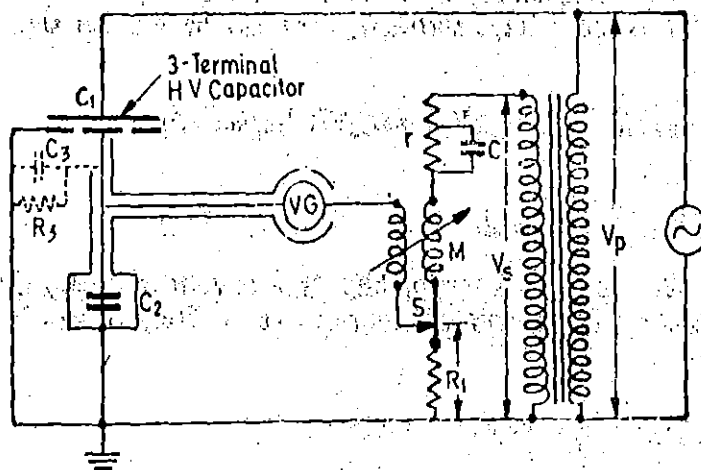 3-Terminal
H V Capacitor
C1
C3
R3
C2
VG
r
C
M
S
R1
Vs
Vp